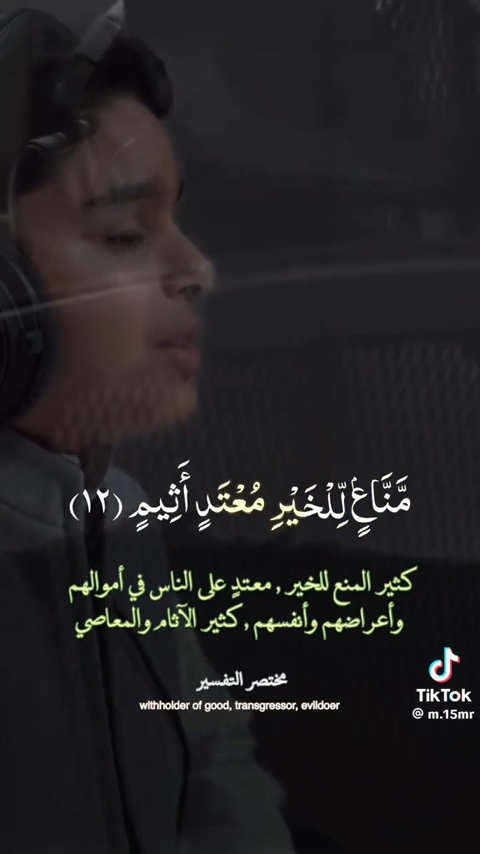 مَّنَّاعٍ لِّلْخَيْرِ مُعْتَدٍ أَثِيمٍ (١٢)
كثير المنع للخير , معتدٍ على الناس في أموالهم
وأعراضهم وأنفسهم , كثير الآثام والمعاصي
مختصر التفسير
withholder of good, transgressor, evildoer
TikTok
@ m.15mr